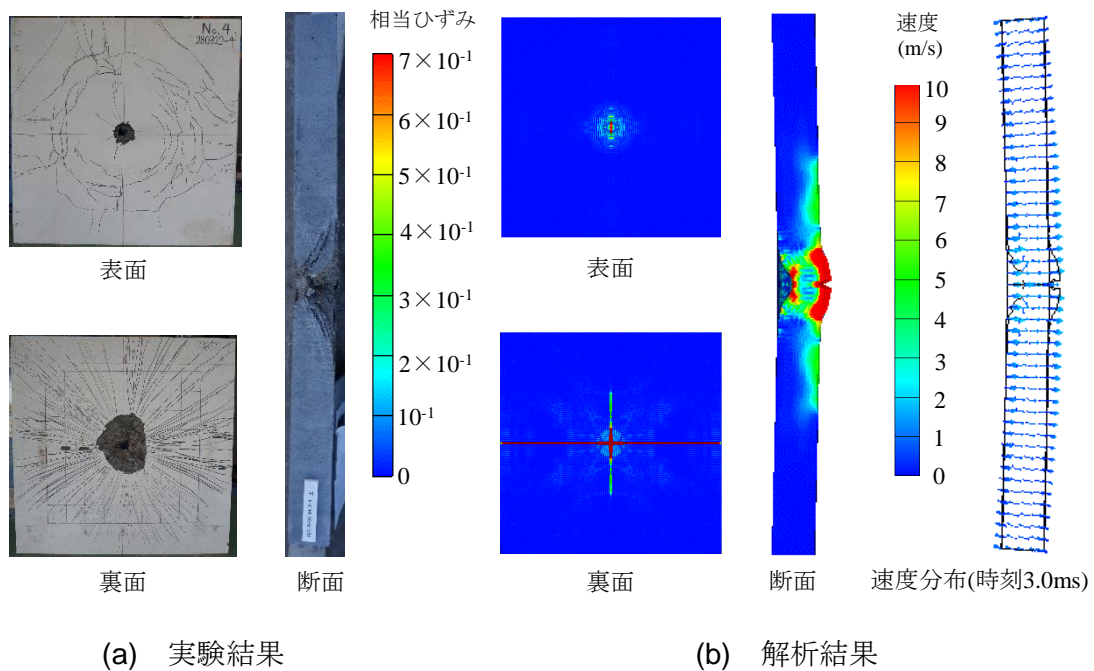 No.4
相当ひずみ
7×10-1
6×10-1
5×10-1
4×10-1
3×10-1
2×10-1
10-1
0
表面
裏面
断面
(a) 実験結果
表面
裏面
断面
速度
(m/s)
10
9
8
7
6
5
4
3
2
1
0
速度分布(時刻3.0ms)
(b) 解析結果